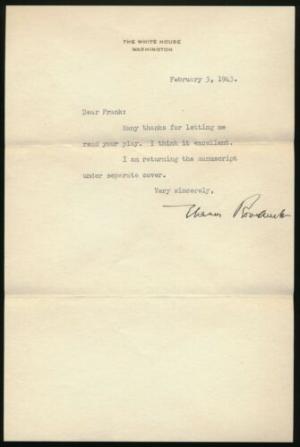 THE WHITE HOUSE
WASHINGTON
February 3, 1943.
Dear Frank:
Many thanks for letting me
read your play. I think it excellent.
I am returning the manuscript
under separate cover.
Very sincerely,
Eleanor Roosevelt